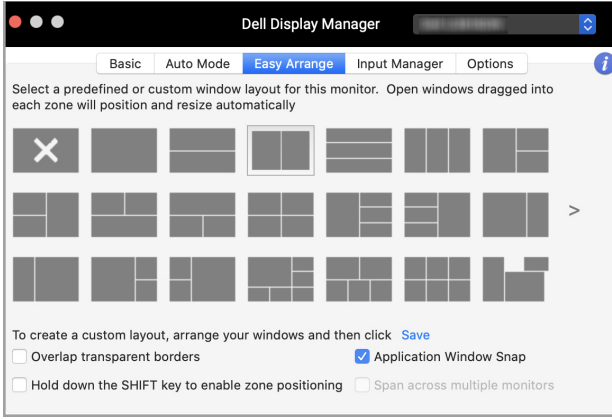 Dell Display Manager
Basic Auto Mode Easy Arrange Input Manager Options i
Select a predefined or custom window layout for this monitor. Open windows dragged into
each zone will position and resize automatically
>
To create a custom layout, arrange your windows and then click Save
Overlap transparent borders Application Window Snap
Hold down the SHIFT key to enable zone positioning Span across multiple monitors